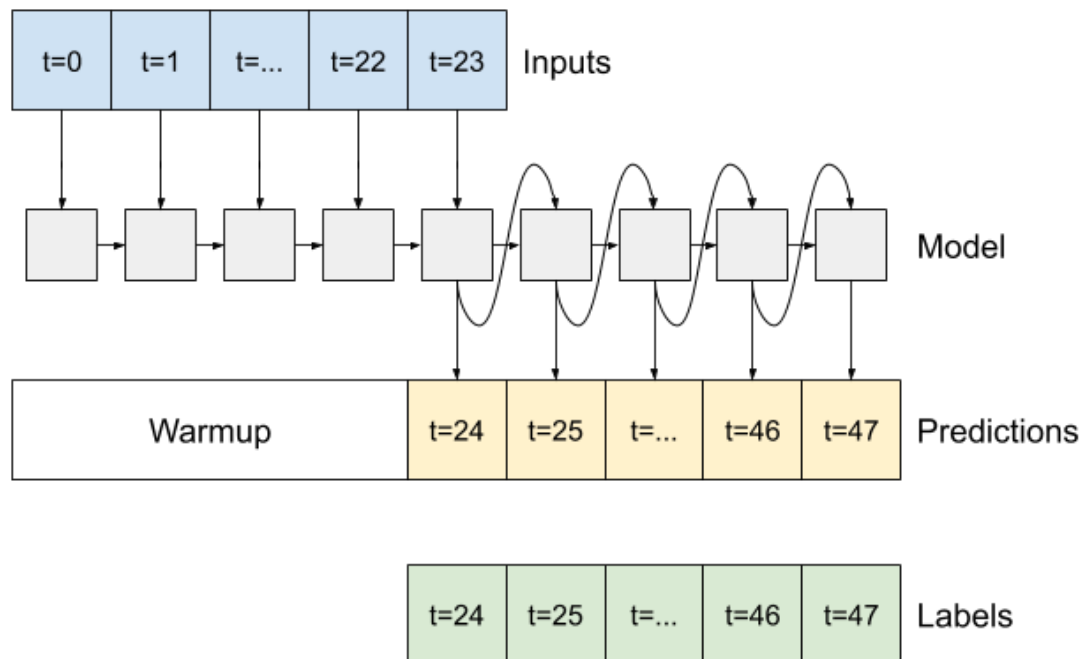 t=0 t=1 t=... t=22 t=23 Inputs
Model
Warmup t=24 t=25 t=... t=46 t=47 Predictions
t=24 t=25 t=... t=46 t=47 Labels